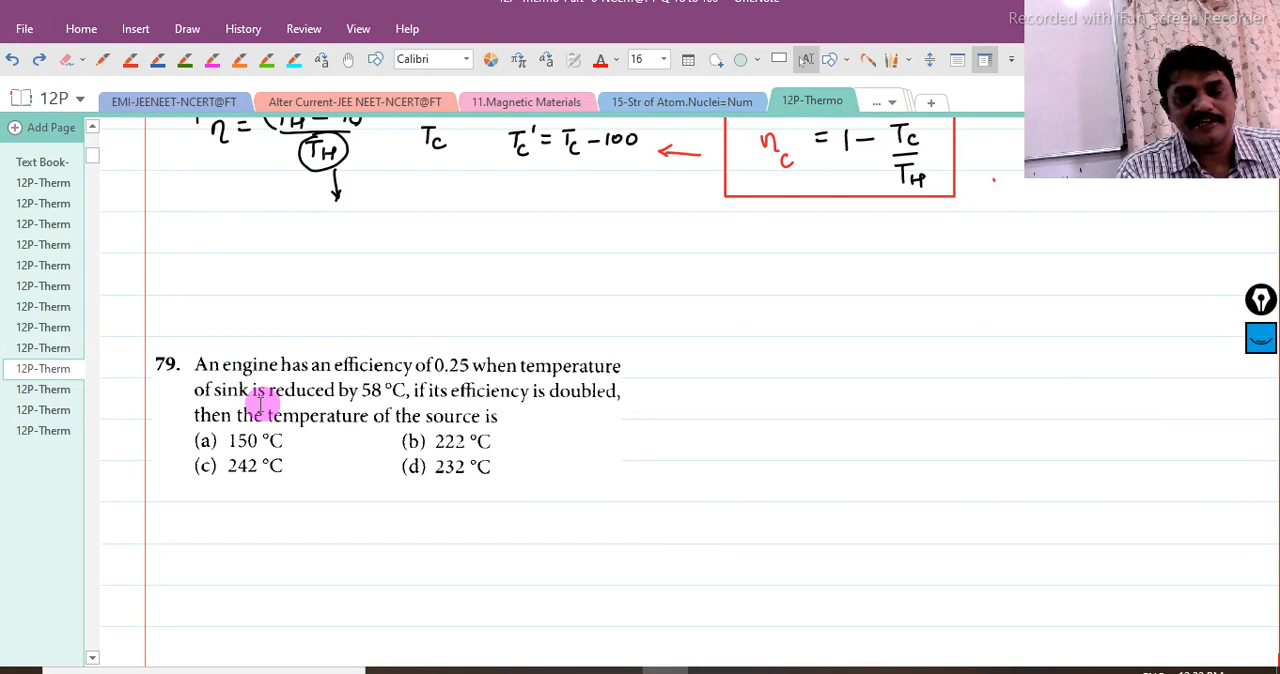 Recorded with iFun Screen Recorder
File Home Insert Draw History Review View Help
Calibri 16
12P EMI-JEENEET-NCERT@FT Alter Current-JEE NEET-NCERT@FT 11.Magnetic Materials 15-Str of Atom.Nuclei=Num 12P-Thermo ...
Add Page
Text Book-
12P-Therm
12P-Therm
12P-Therm
12P-Therm
12P-Therm
12P-Therm
12P-Therm
12P-Therm
12P-Therm
12P-Therm
12P-Therm
12P-Therm
12P-Therm
η = TH
TC
TC' = TC - 100
ηC = 1 - TC / TH
79. An engine has an efficiency of 0.25 when temperature
of sink is reduced by 58 °C, if its efficiency is doubled,
then the temperature of the source is
(a) 150 °C (b) 222 °C
(c) 242 °C (d) 232 °C